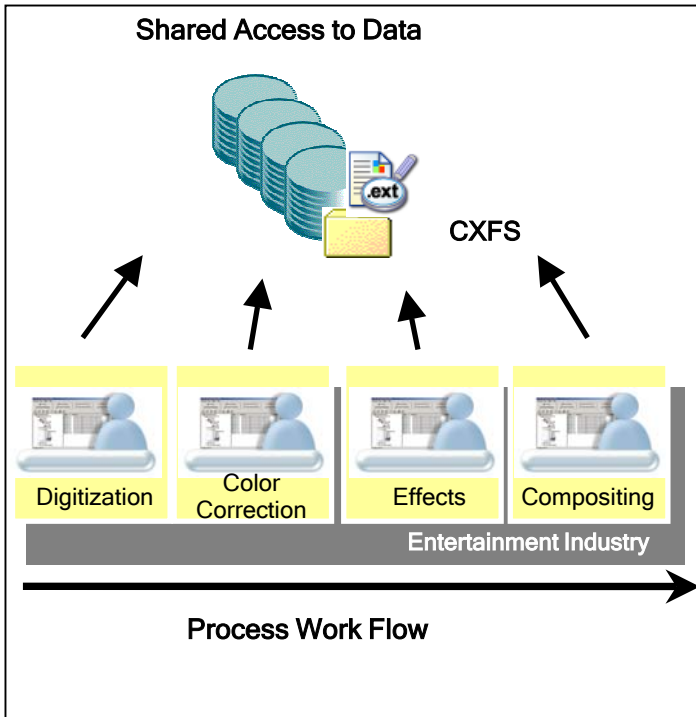 Shared Access to Data
.ext
CXFS
Digitization
Color
Correction
Effects
Compositing
Entertainment Industry
Process Work Flow